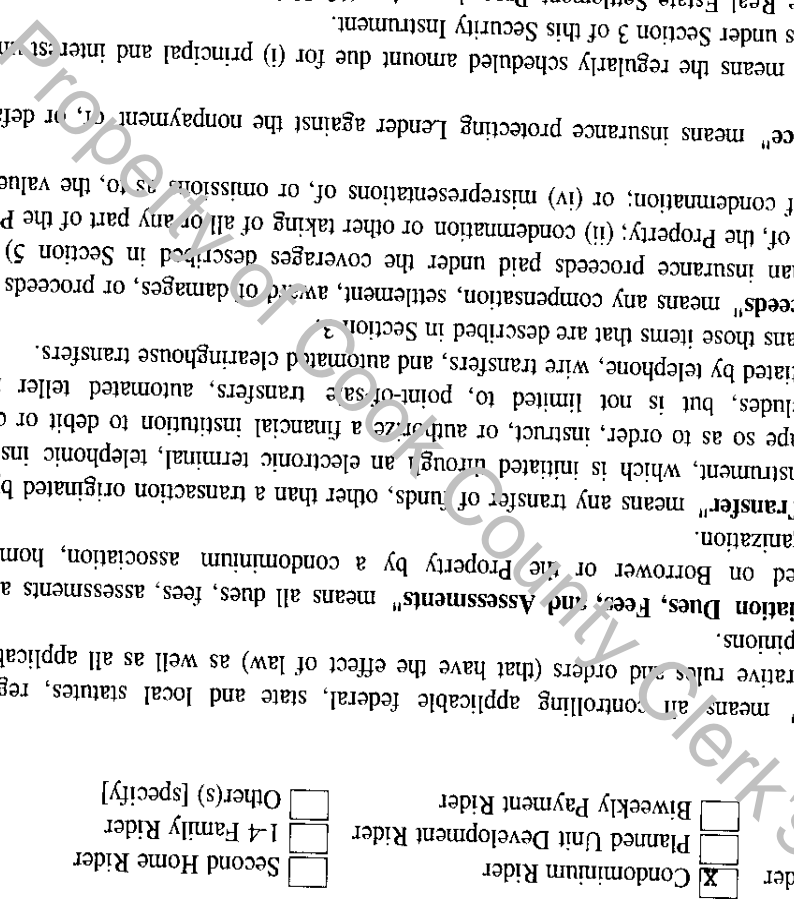 der [X] Condominium Rider [ ] Second Home Rider
[ ] Planned Unit Development Rider [ ] 1-4 Family Rider
[ ] Biweekly Payment Rider [ ] Other(s) [specify]
" means all controlling applicable federal, state and local statutes, reg
rative rules and orders (that have the effect of law) as well as all applicab
pinions.
iation Dues, Fees, and Assessments" means all dues, fees, assessments a
ed on Borrower or the Property by a condominium association, hom
ganization.
Transfer" means any transfer of funds, other than a transaction originated b
nstrument, which is initiated through an electronic terminal, telephonic ins
ape so as to order, instruct, or authorize a financial institution to debit or c
ludes, but is not limited to, point-of-sale transfers, automated teller
tiated by telephone, wire transfers, and automated clearinghouse transfers.
ans those items that are described in Section 3.
ceeds" means any compensation, settlement, award of damages, or proceeds
han insurance proceeds paid under the coverages described in Section 5)
of, the Property; (ii) condemnation or other taking of all or any part of the P
f condemnation; or (iv) misrepresentations of, or omissions as to, the value
ce" means insurance protecting Lender against the nonpayment of, or defa
means the regularly scheduled amount due for (i) principal and interest un
s under Section 3 of this Security Instrument.
e Real Estate Settlement
Property of Cook County Clerk's